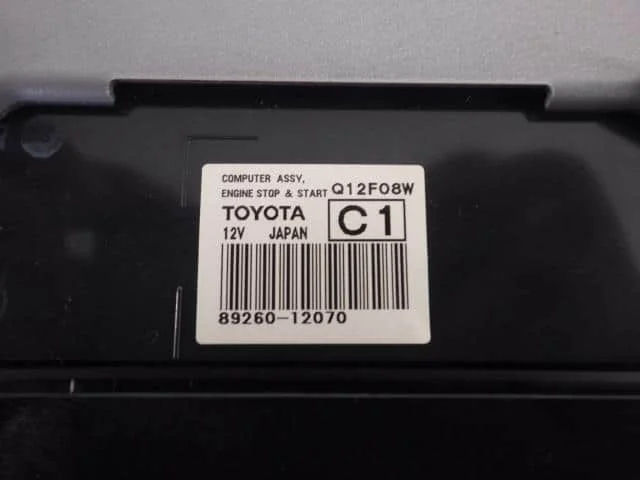 COMPUTER ASSY,
ENGINE STOP & START Q12F08W
TOYOTA C1
12V JAPAN
89260-12070